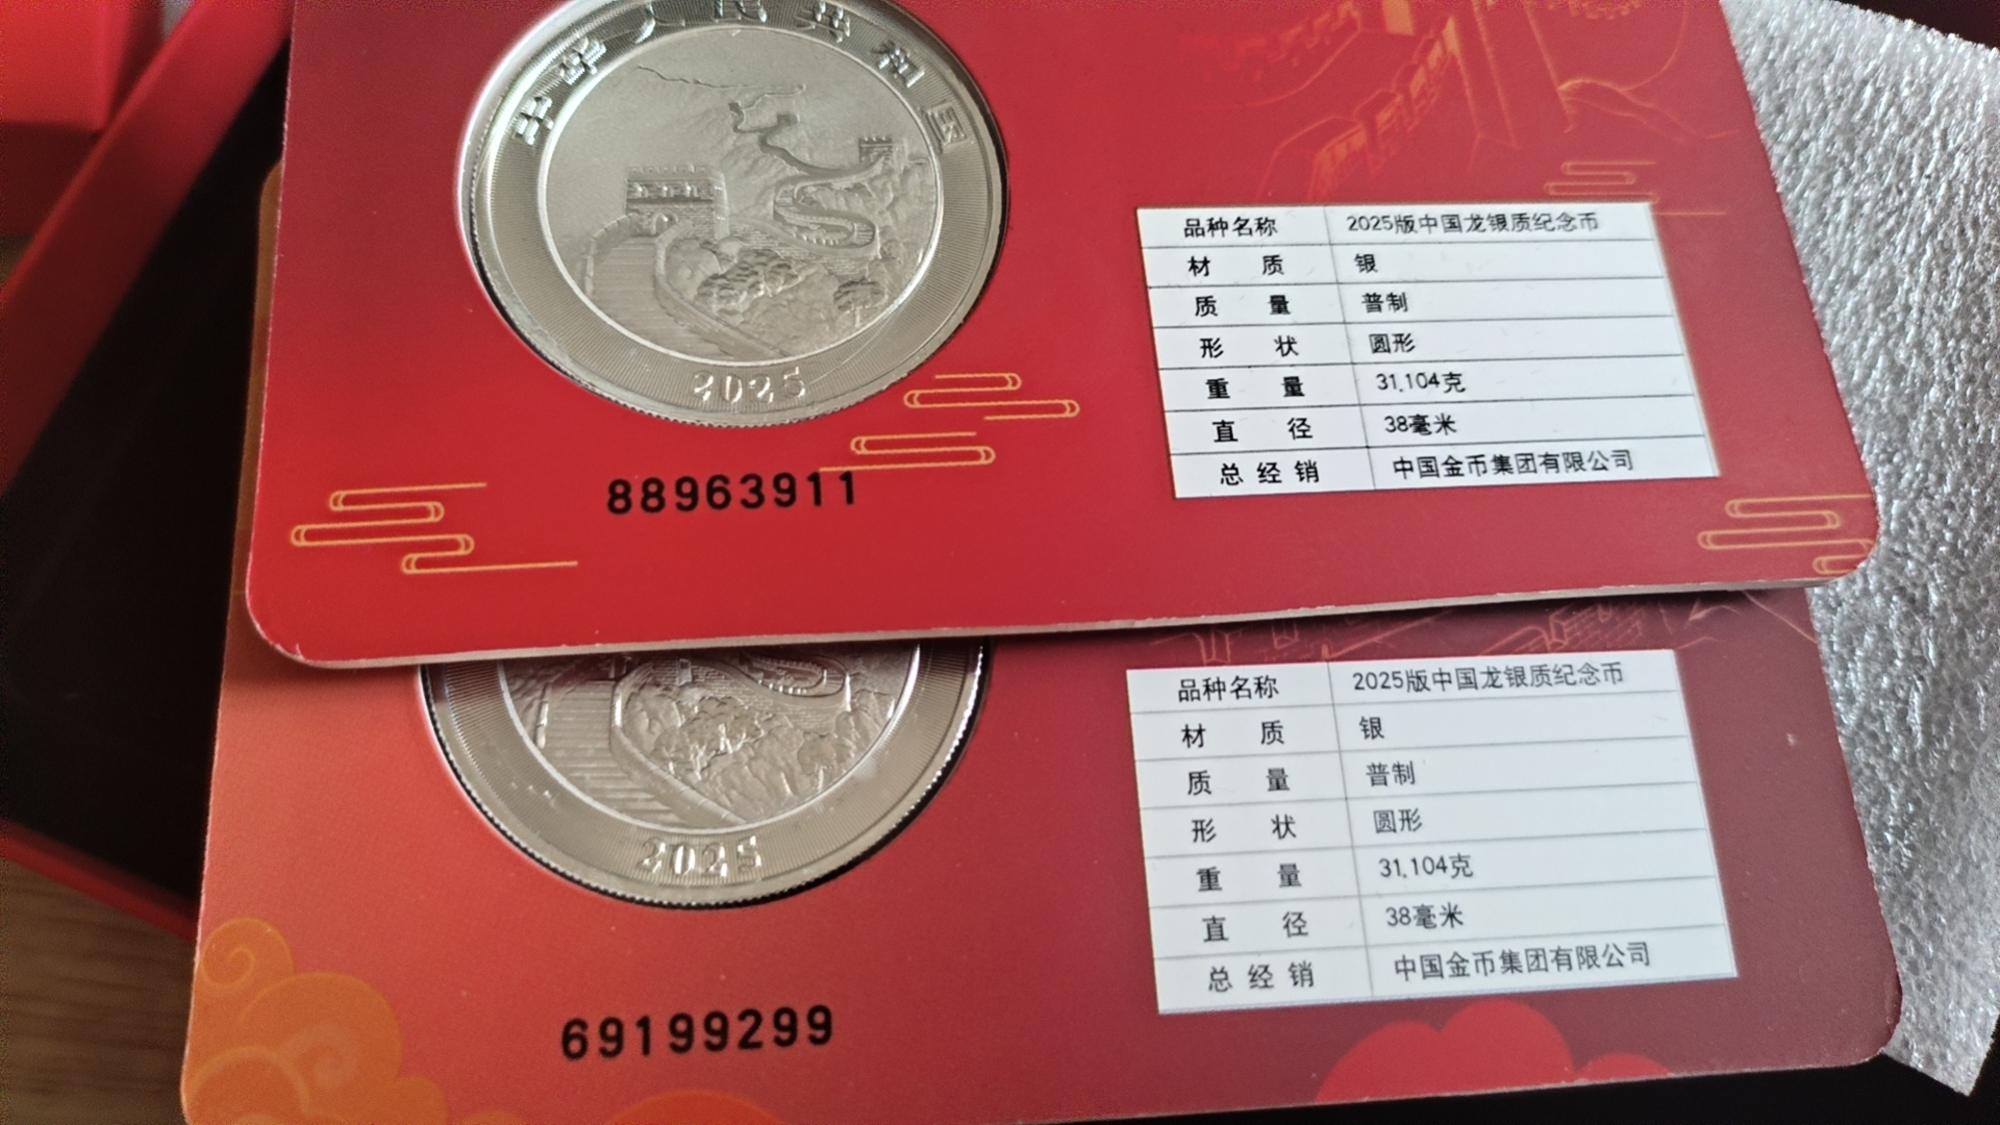 中华人民共和国
2025
88963911
品种名称 2025版中国龙银质纪念币
材 质 银
质 量 普制
形 状 圆形
重 量 31.104克
直 径 38毫米
总经销 中国金币集团有限公司
2025
69199299
品种名称 2025版中国龙银质纪念币
材 质 银
质 量 普制
形 状 圆形
重 量 31.104克
直 径 38毫米
总经销 中国金币集团有限公司